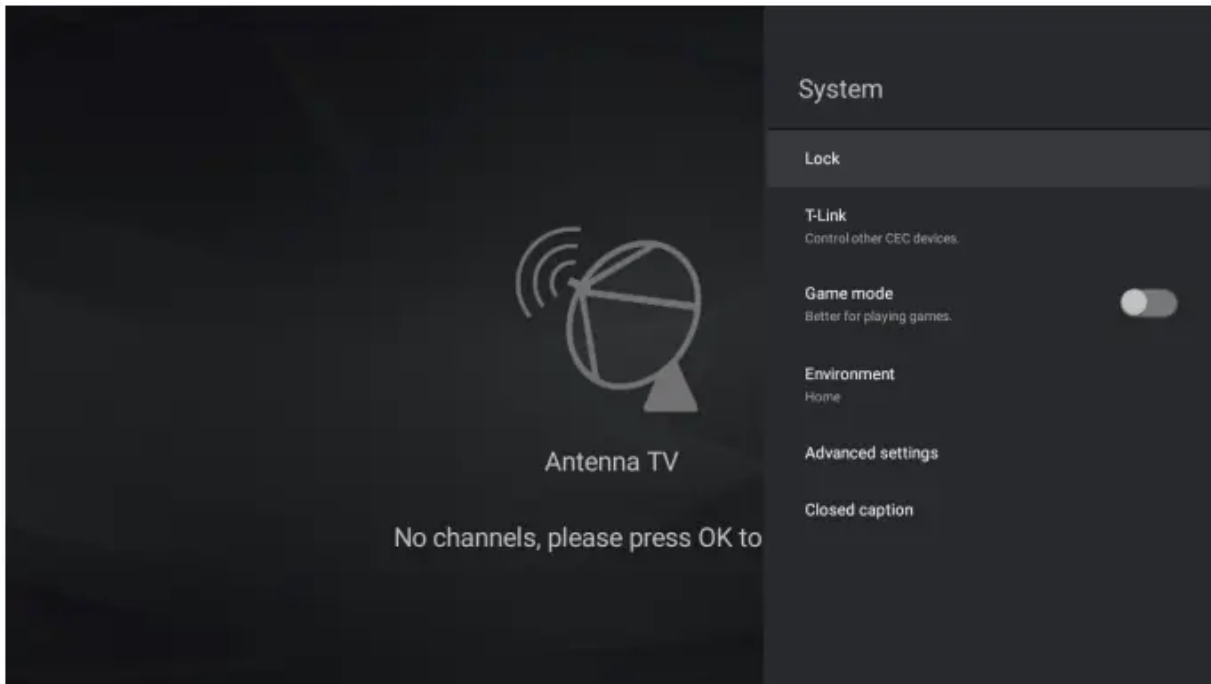 System
Lock
T-Link
Control other CEC devices.
Game mode
Better for playing games.
Environment
Home
Advanced settings
Closed caption
Antenna TV
No channels, please press OK to